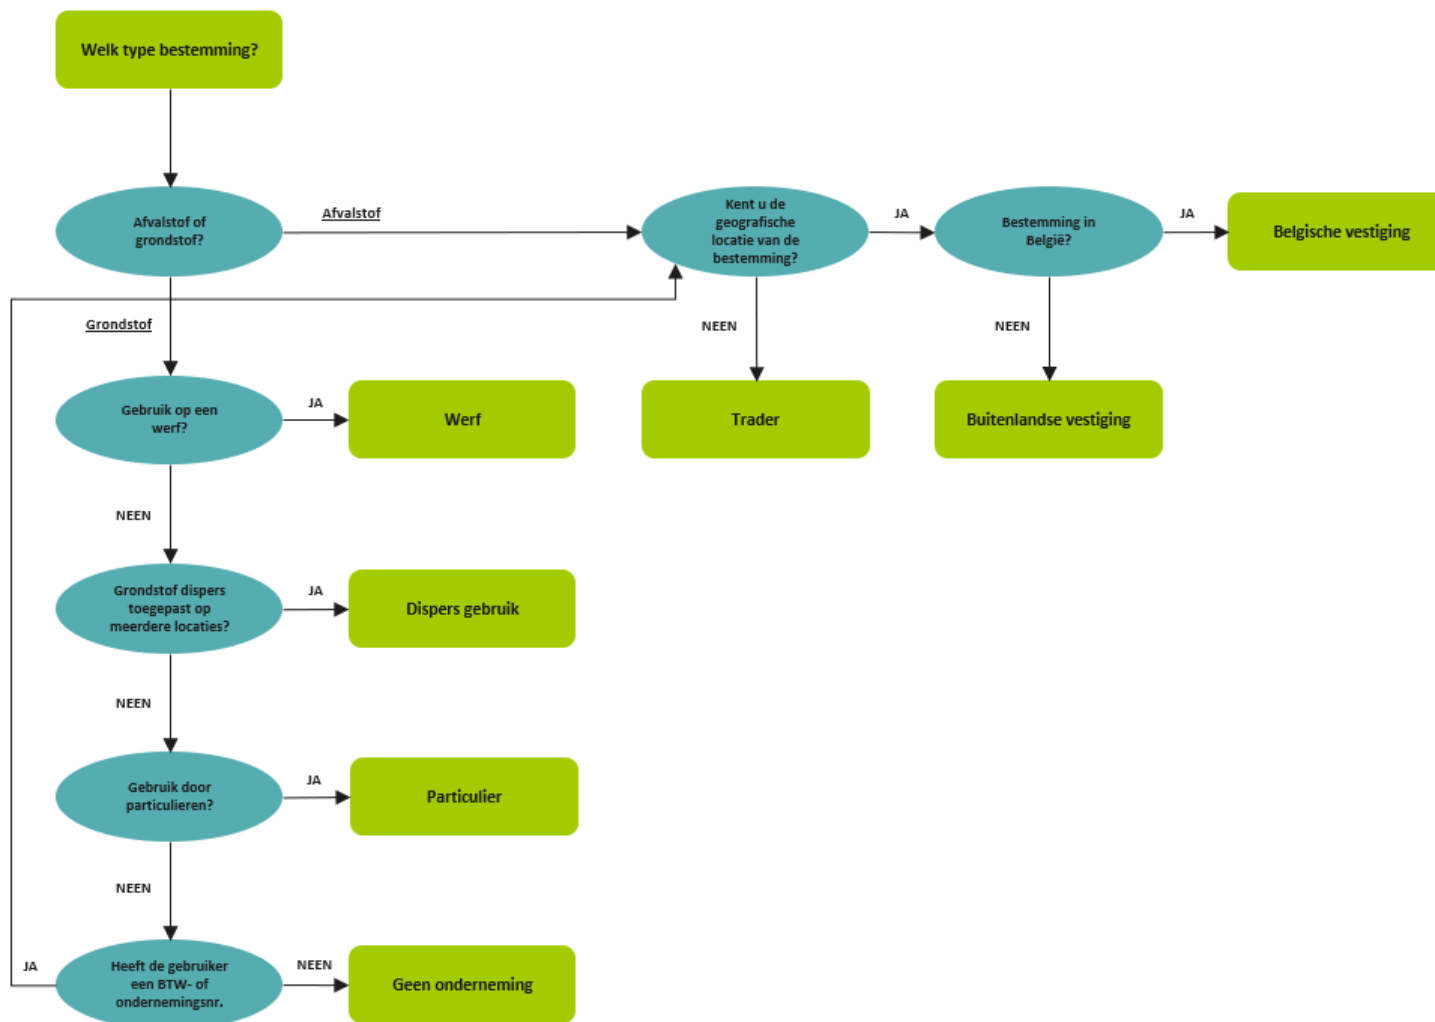 Welk type bestemming?
Afvalstof of
grondstof?
Afvalstof
Kent u de
geografische
locatie van de
bestemming?
JA
Bestemming in
België?
JA
Belgische vestiging
Grondstof
NEEN
NEEN
Gebruik op een
werf?
JA
Werf
Trader
Buitenlandse vestiging
NEEN
Grondstof dispers
toegepast op
meerdere locaties?
JA
Dispers gebruik
NEEN
Gebruik door
particulieren?
JA
Particulier
NEEN
JA
Heeft de gebruiker
een BTW- of
ondernemingsnr.
NEEN
Geen onderneming